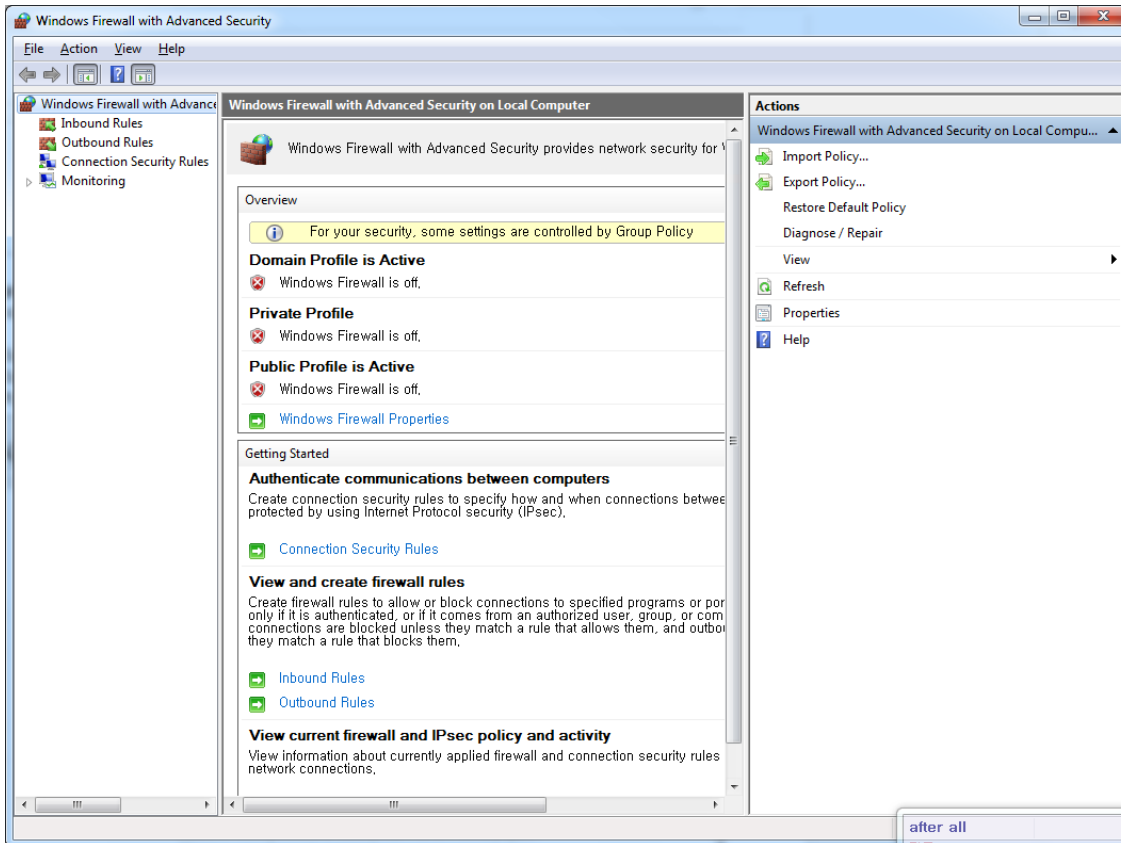 Windows Firewall with Advanced Security
File Action View Help
Windows Firewall with Advance
Inbound Rules
Outbound Rules
Connection Security Rules
Monitoring
Windows Firewall with Advanced Security on Local Computer
Windows Firewall with Advanced Security provides network security for
Overview
For your security, some settings are controlled by Group Policy
Domain Profile is Active
Windows Firewall is off.
Private Profile
Windows Firewall is off.
Public Profile is Active
Windows Firewall is off.
Windows Firewall Properties
Getting Started
Authenticate communications between computers
Create connection security rules to specify how and when connections betwee
protected by using Internet Protocol security (IPsec).
Connection Security Rules
View and create firewall rules
Create firewall rules to allow or block connections to specified programs or por
only if it is authenticated, or if it comes from an authorized user, group, or com
connections are blocked unless they match a rule that allows them, and outbou
they match a rule that blocks them.
Inbound Rules
Outbound Rules
View current firewall and IPsec policy and activity
View information about currently applied firewall and connection security rules
network connections.
Actions
Windows Firewall with Advanced Security on Local Compu...
Import Policy...
Export Policy...
Restore Default Policy
Diagnose / Repair
View
Refresh
Properties
Help
after all